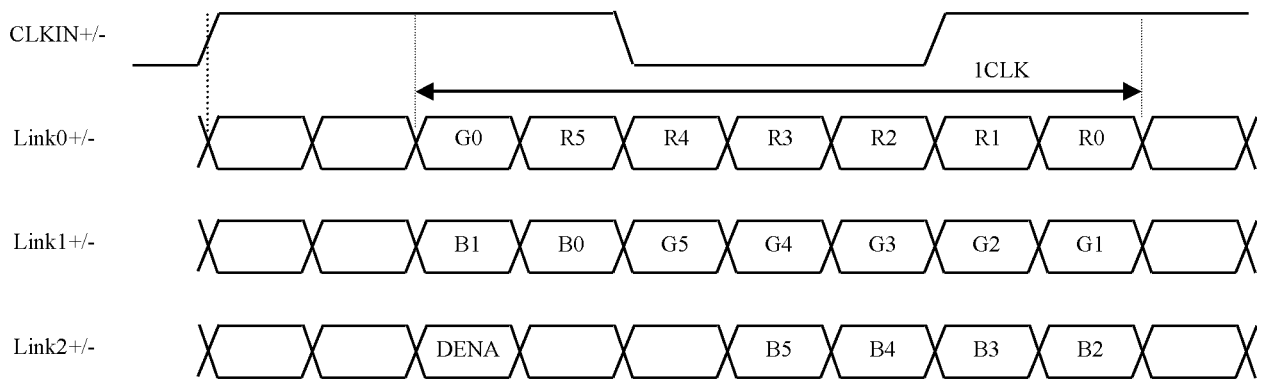 CLKIN+/-
1CLK
Link0+/- G0 R5 R4 R3 R2 R1 R0
Link1+/- B1 B0 G5 G4 G3 G2 G1
Link2+/- DENA B5 B4 B3 B2